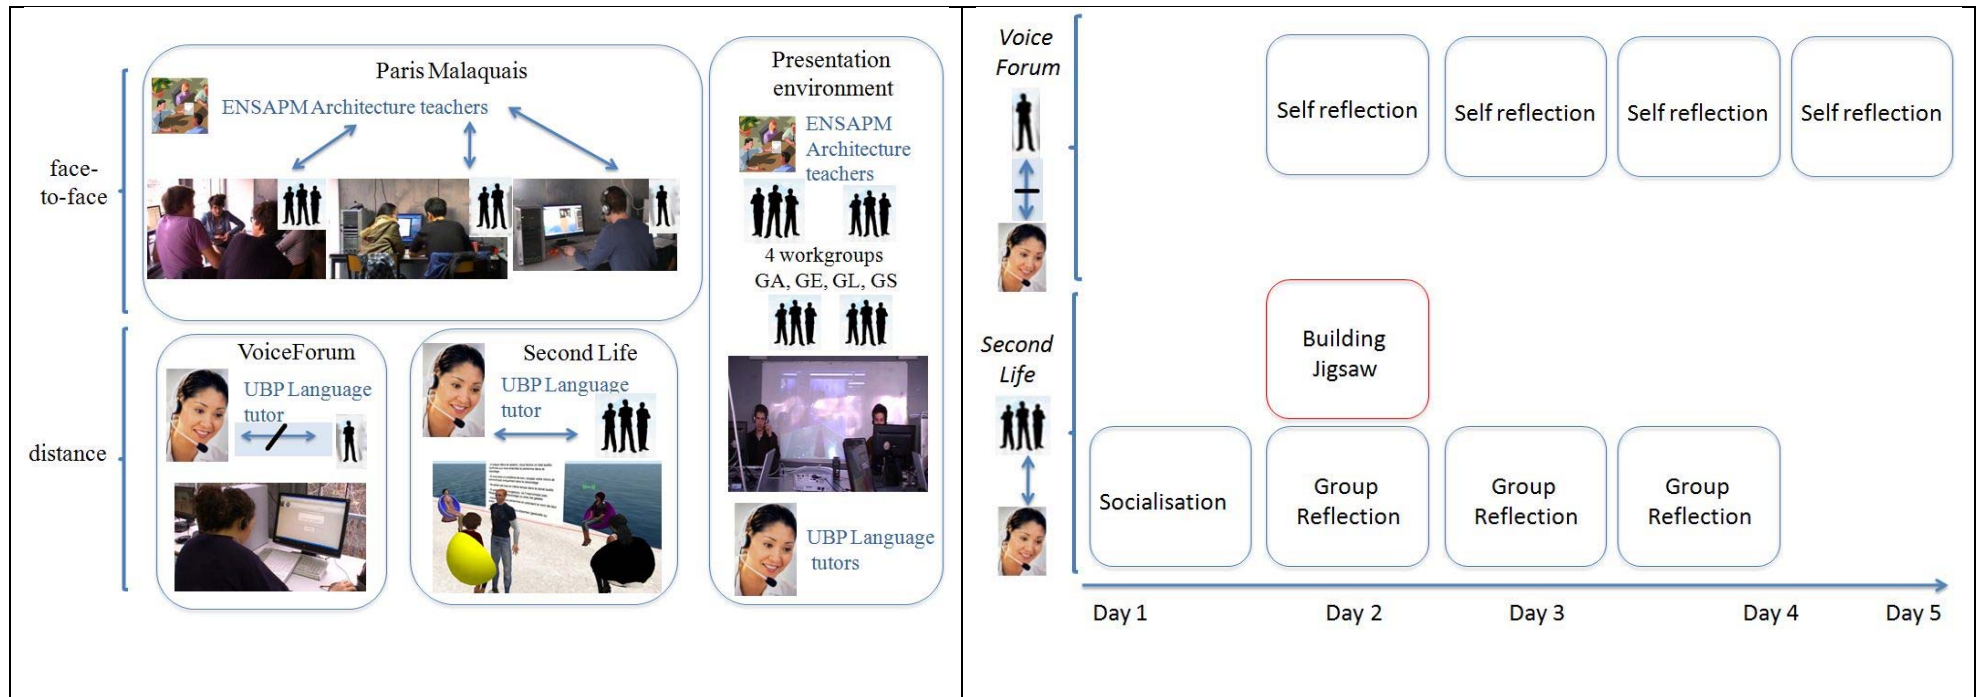 face-
to-face
distance
Paris Malaquais
ENSAPM Architecture teachers
VoiceForum
UBP Language
tutor
Second Life
UBP Language
tutor
Presentation
environment
ENSAPM
Architecture
teachers
4 workgroups
GA, GE, GL, GS
UBP Language
tutors
Voice
Forum
Self reflection
Self reflection
Self reflection
Self reflection
Second
Life
Building
Jigsaw
Socialisation
Group
Reflection
Group
Reflection
Group
Reflection
Day 1
Day 2
Day 3
Day 4
Day 5